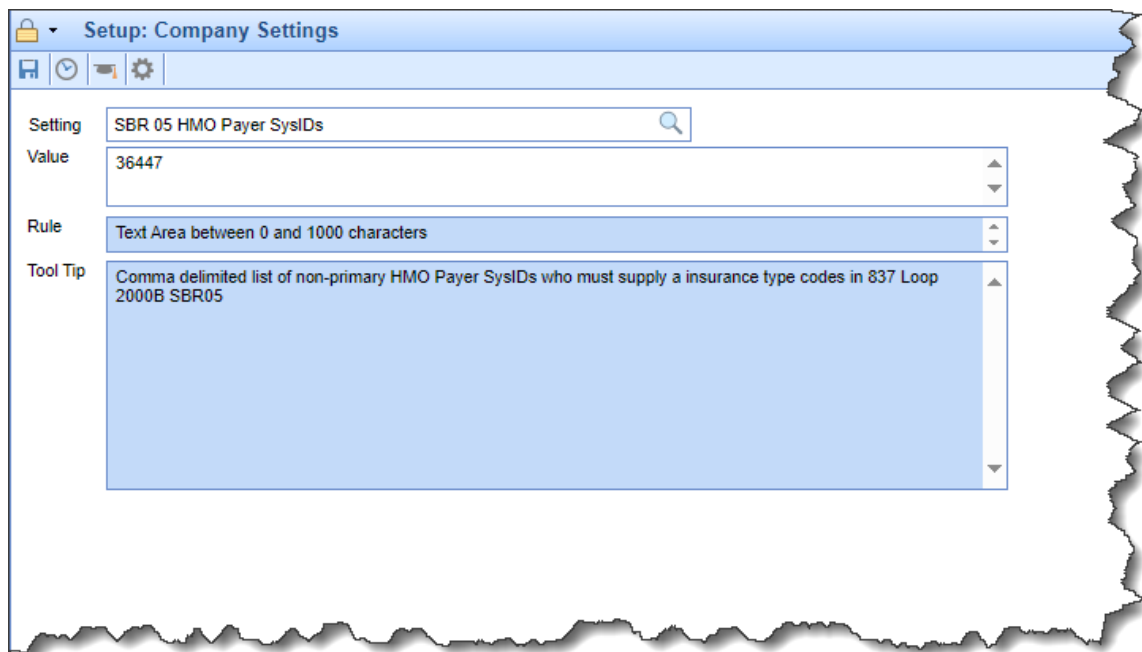 Setup: Company Settings
Setting SBR 05 HMO Payer SysIDs
Value 36447
Rule Text Area between 0 and 1000 characters
Tool Tip Comma delimited list of non-primary HMO Payer SysIDs who must supply a insurance type codes in 837 Loop
2000B SBR05